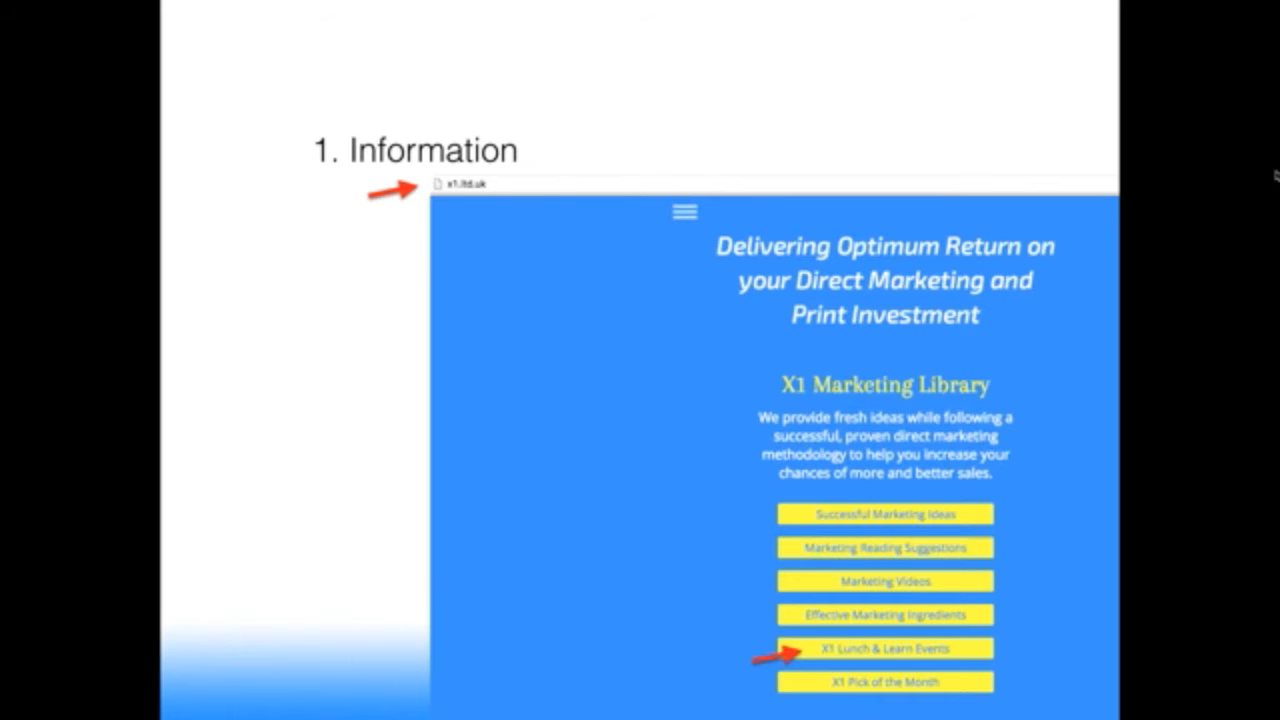 1. Information
x1.ltd.uk
Delivering Optimum Return on
your Direct Marketing and
Print Investment
X1 Marketing Library
We provide fresh ideas while following a
successful, proven direct marketing
methodology to help you increase your
chances of more and better sales.
Successful Marketing Ideas
Marketing Reading Suggestions
Marketing Videos
Effective Marketing Ingredients
X1 Lunch & Learn Events
X1 Pick of the Month